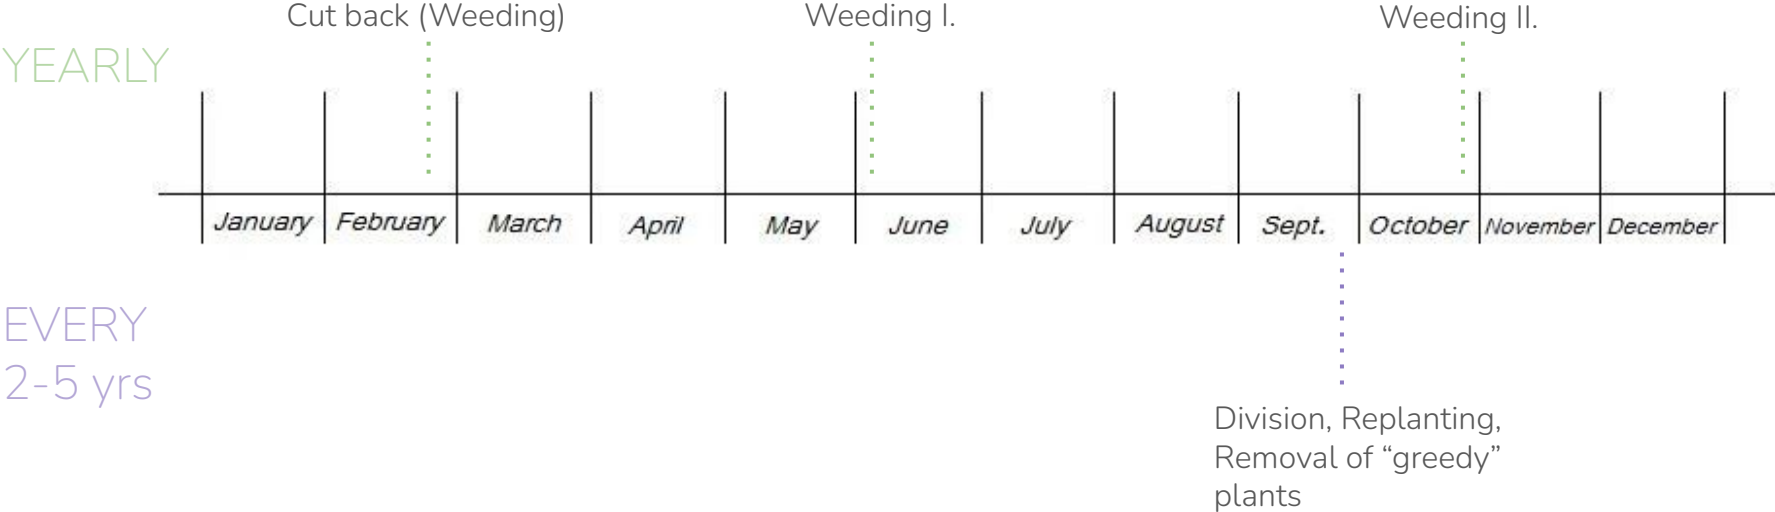 Cut back (Weeding) Weeding I. Weeding II.
YEARLY
January February March April May June July August Sept. October November December
EVERY
2-5 yrs
Division, Replanting,
Removal of “greedy”
plants